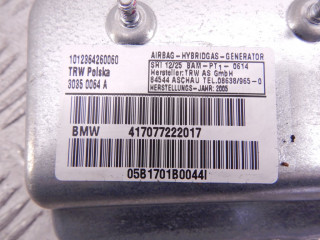 1012364260060
TRW Polska
3035 0064 A
AIRBAG-HYBRIDGAS-GENERATOR
SHI 12/25 BAM-PT1-0614
Hersteller:TRW AS GmbH
84544 ASCHAU TEL.08638/965-0
HERSTELLUNGS-JAHR: 2005
BMW 417077222017
05B1701B0044I